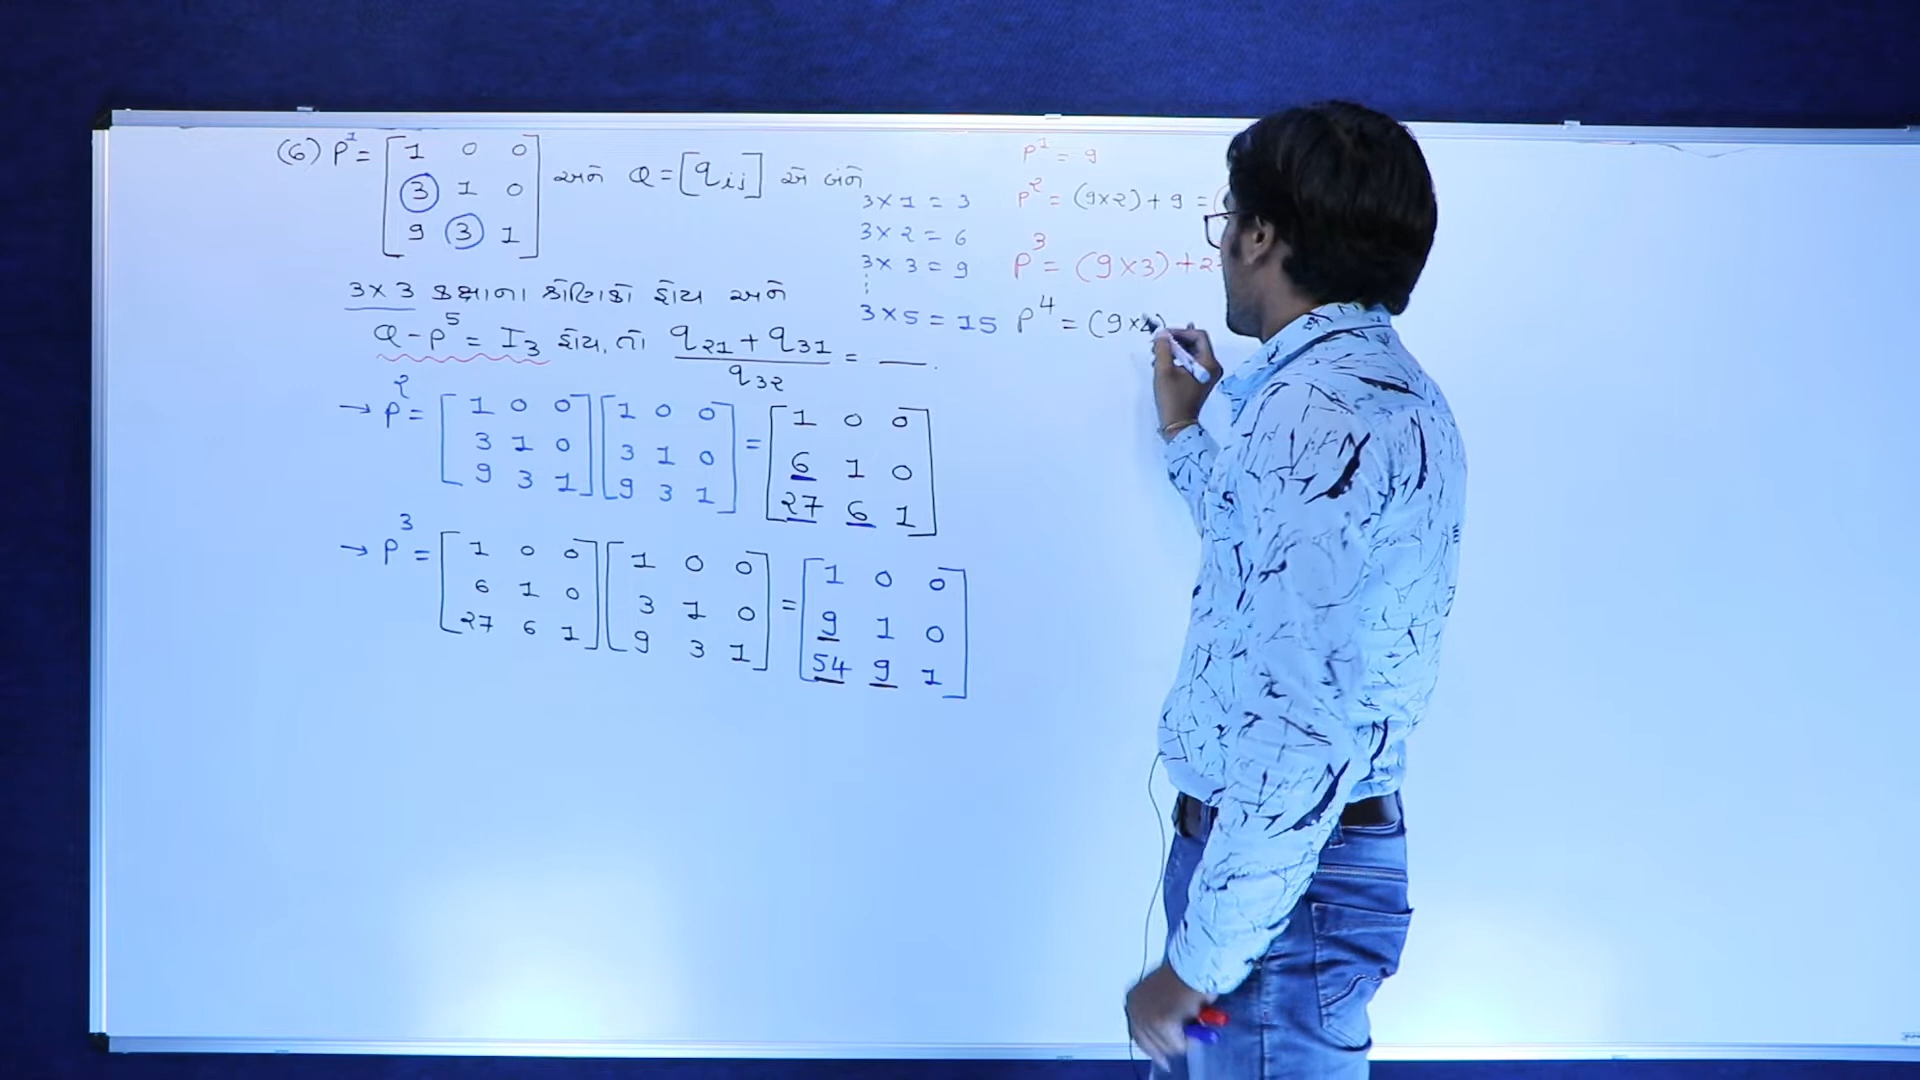 (6) P¹ = [1 0 0
3 1 0
9 3 1] અને Q = [qij] એ બંને
3×3 કક્ષાના શ્રેણિકો હોય અને
Q - P⁵ = I₃ હોય, તો (q₂₁ + q₃₁) / q₃₂ = ___.
→ P² = [1 0 0
3 1 0
9 3 1] [1 0 0
3 1 0
9 3 1] = [1 0 0
6 1 0
27 6 1]
→ P³ = [1 0 0
6 1 0
27 6 1] [1 0 0
3 1 0
9 3 1] = [1 0 0
9 1 0
54 9 1]
3×1 = 3
3×2 = 6
3×3 = 9
⋮
3×5 = 15
P¹ = 9
P² = (9×2) + 9 =
P³ = (9×3) + 2
P⁴ = (9×4)